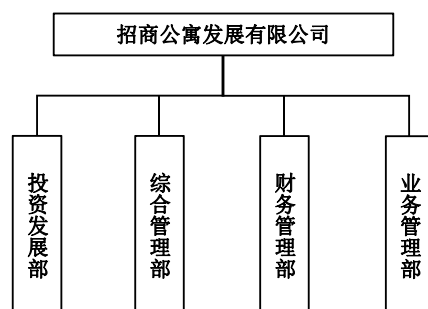 招商公寓发展有限公司
投资发展部
综合管理部
财务管理部
业务管理部